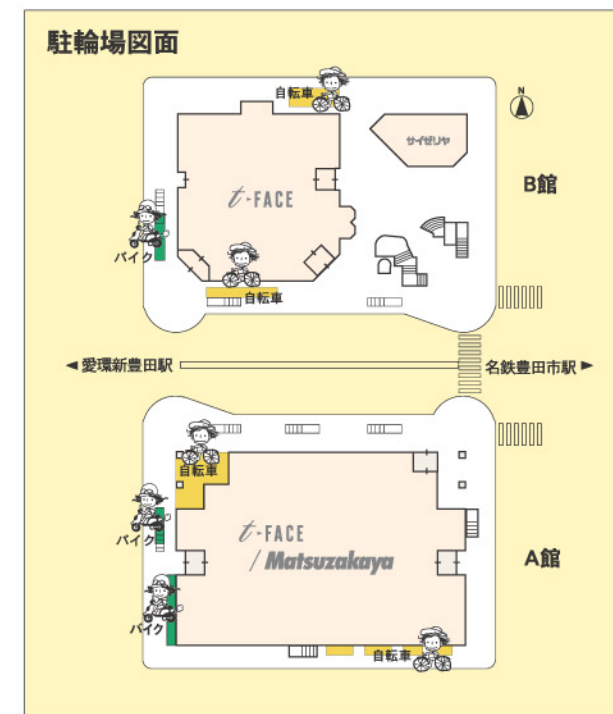 駐輪場図面
自転車
N
サイゼリヤ
B館
t-FACE
バイク
自転車
◀ 愛環新豊田駅
名鉄豊田市駅 ▶
自転車
バイク
t-FACE
/ Matsuzakaya
A館
バイク
自転車